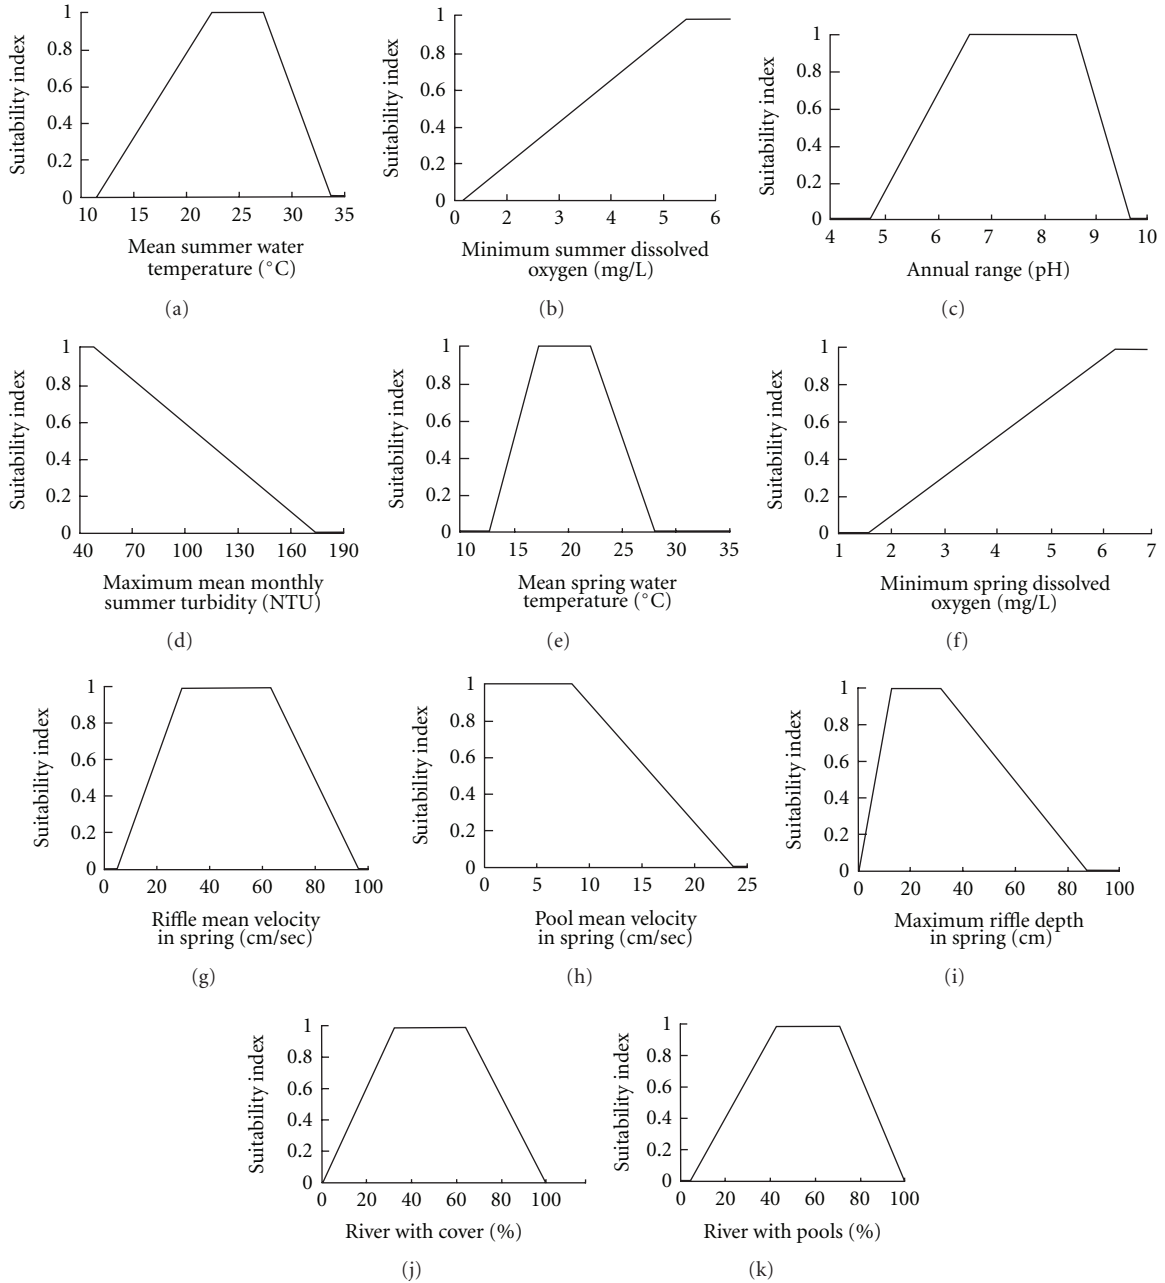 Suitability index
1
0.8
0.6
0.4
0.2
0
10 15 20 25 30 35
Mean summer water
temperature (°C)
(a)
Suitability index
1
0.8
0.6
0.4
0.2
0
1 2 3 4 5 6
Minimum summer dissolved
oxygen (mg/L)
(b)
Suitability index
1
0.8
0.6
0.4
0.2
0
4 5 6 7 8 9 10
Annual range (pH)
(c)
Suitability index
1
0.8
0.6
0.4
0.2
0
40 70 100 130 160 190
Maximum mean monthly
summer turbidity (NTU)
(d)
Suitability index
1
0.8
0.6
0.4
0.2
0
10 15 20 25 30 35
Mean spring water
temperature (°C)
(e)
Suitability index
1
0.8
0.6
0.4
0.2
0
1 2 3 4 5 6 7
Minimum spring dissolved
oxygen (mg/L)
(f)
Suitability index
1
0.8
0.6
0.4
0.2
0
0 20 40 60 80 100
Riffle mean velocity
in spring (cm/sec)
(g)
Suitability index
1
0.8
0.6
0.4
0.2
0
0 5 10 15 20 25
Pool mean velocity
in spring (cm/sec)
(h)
Suitability index
1
0.8
0.6
0.4
0.2
0
0 20 40 60 80 100
Maximum riffle depth
in spring (cm)
(i)
Suitability index
1
0.8
0.6
0.4
0.2
0
0 20 40 60 80 100
River with cover (%)
(j)
Suitability index
1
0.8
0.6
0.4
0.2
0
0 20 40 60 80 100
River with pools (%)
(k)